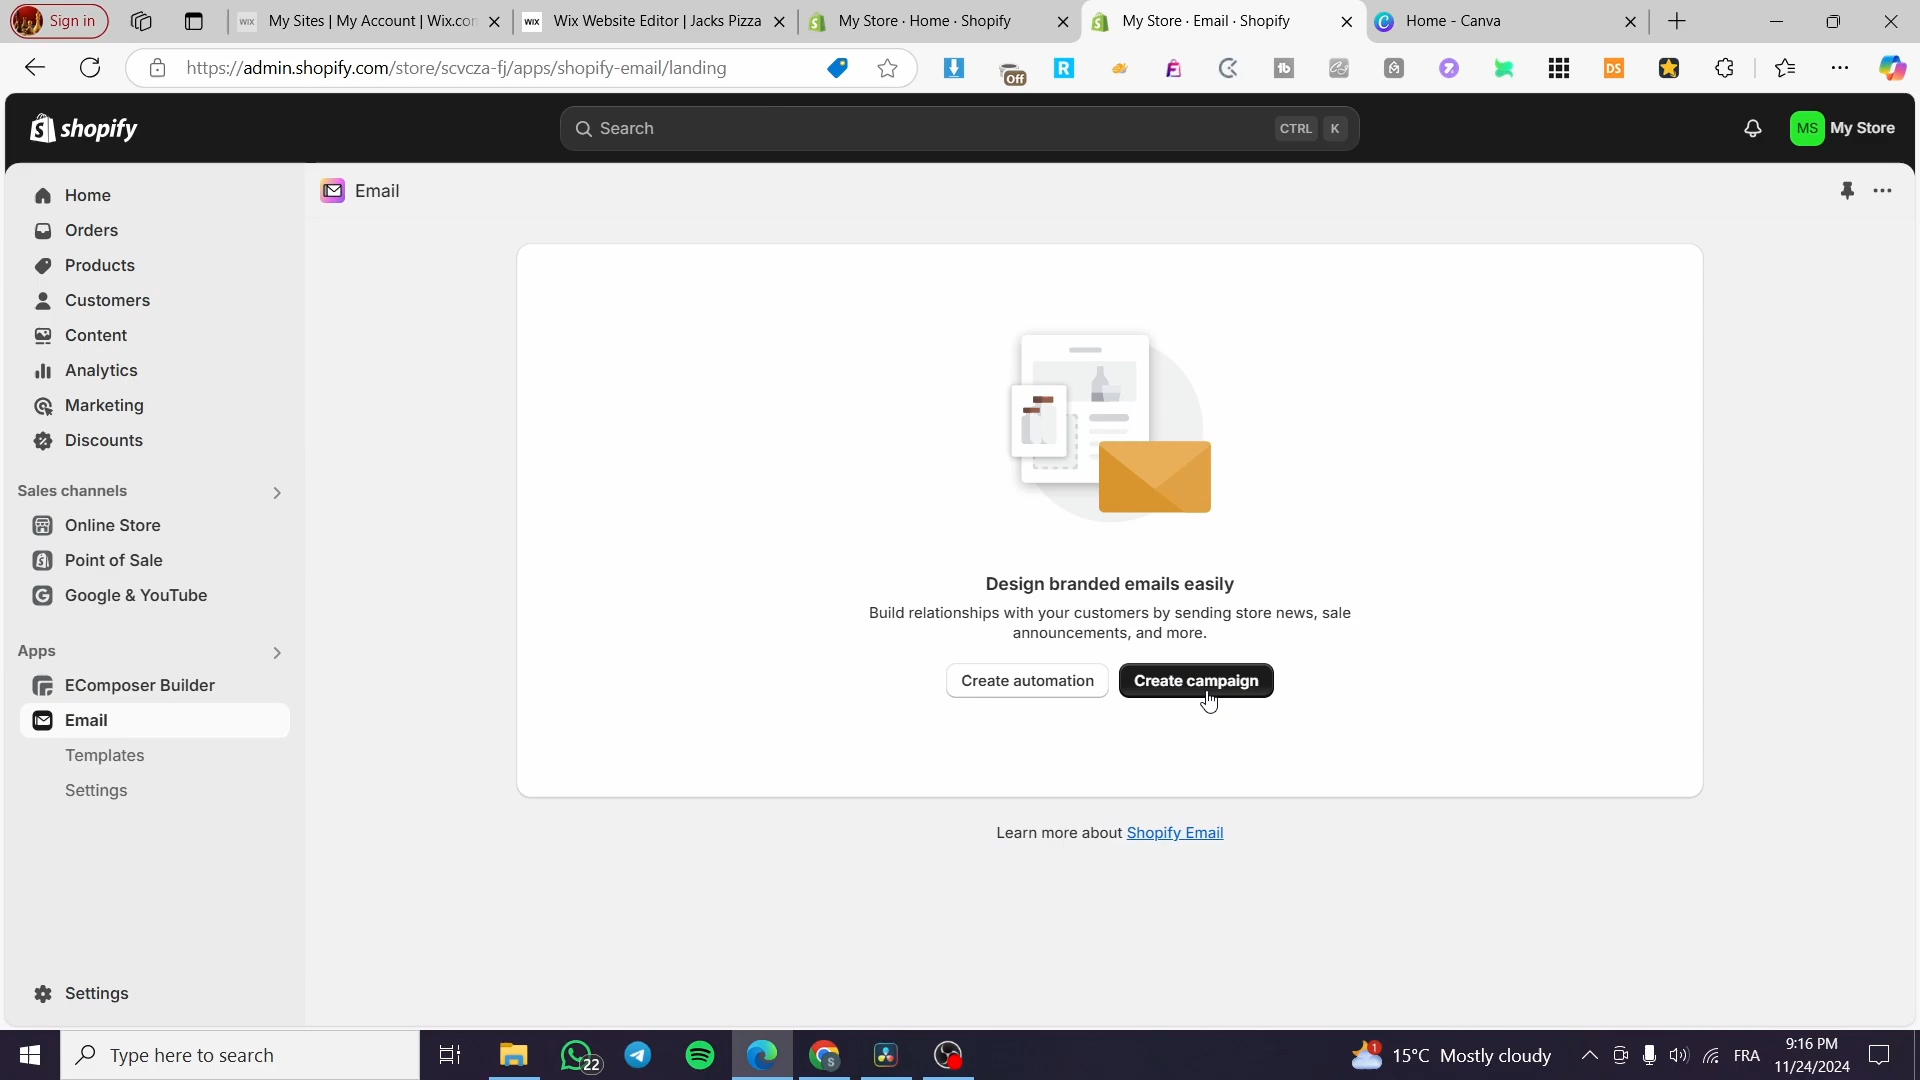 Sign in
My Sites | My Account | Wix.con
Wix Website Editor | Jacks Pizza
My Store · Home · Shopify
My Store · Email · Shopify
Home - Canva
https://admin.shopify.com/store/scvcza-fj/apps/shopify-email/landing
Off
shopify
Search
CTRL K
MS My Store
Home
Email
Orders
Products
Customers
Content
Analytics
Marketing
Discounts
Sales channels
Online Store
Point of Sale
Google & YouTube
Design branded emails easily
Build relationships with your customers by sending store news, sale
announcements, and more.
Apps
Create automation
Create campaign
EComposer Builder
Email
Templates
Settings
Learn more about Shopify Email
Settings
Type here to search
22
1
15°C Mostly cloudy
FRA
9:16 PM
11/24/2024